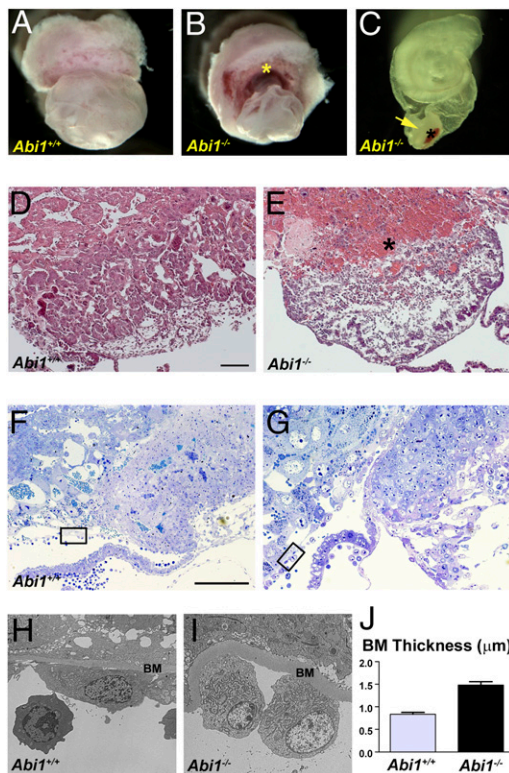 A
B
C
*
*
Abi1+/+
Abi1-/-
Abi1-/-
D
E
*
Abi1+/+
Abi1-/-
F
G
Abi1+/+
H
I
J
BM Thickness (μm)
BM
BM
2.0
1.5
1.0
0.5
0.0
Abi1+/+
Abi1-/-
Abi1+/+
Abi1-/-